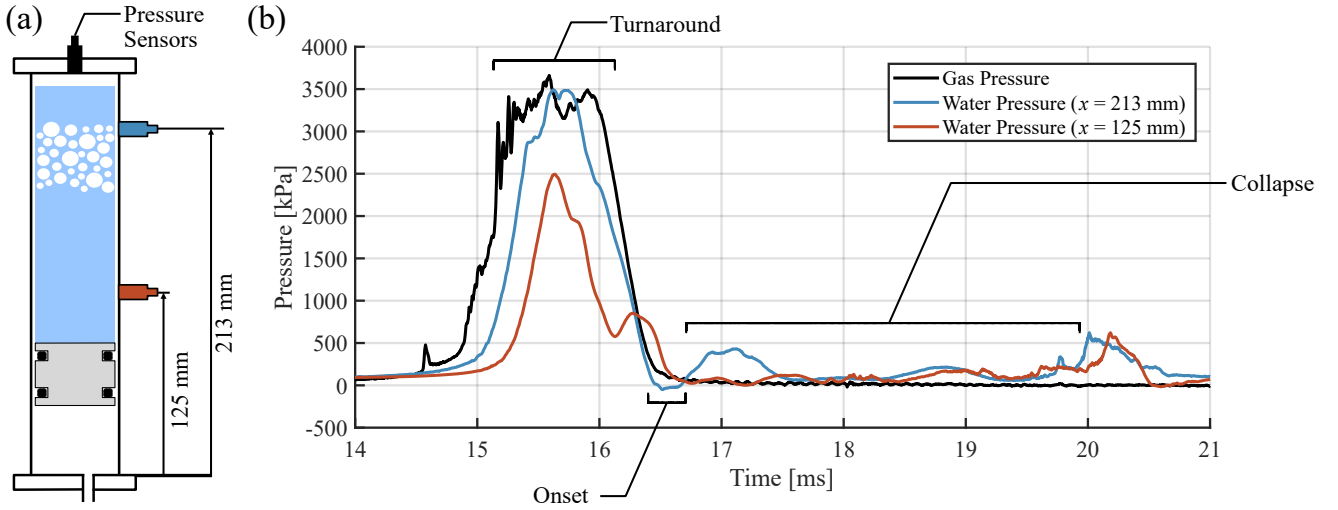 (a)
Pressure
Sensors
213 mm
125 mm
(b)
Turnaround
4000
3500
3000
2500
2000
1500
1000
500
0
-500
Pressure [kPa]
Gas Pressure
Water Pressure (x = 213 mm)
Water Pressure (x = 125 mm)
Collapse
14 15 16 17 18 19 20 21
Time [ms]
Onset